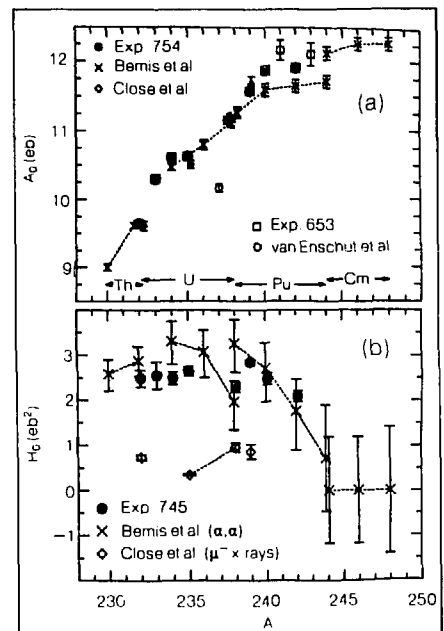 12
11
10
9
A₀ (eb)
Exp. 754
Bemis et al
Close et al
(a)
Exp. 653
van Enschut et al
Th
U
Pu
Cm
3
2
1
0
−1
H₀ (eb²)
(b)
Exp 745
Bemis et al (α,α)
Close et al (μ⁻ x rays)
230
235
240
245
250
A